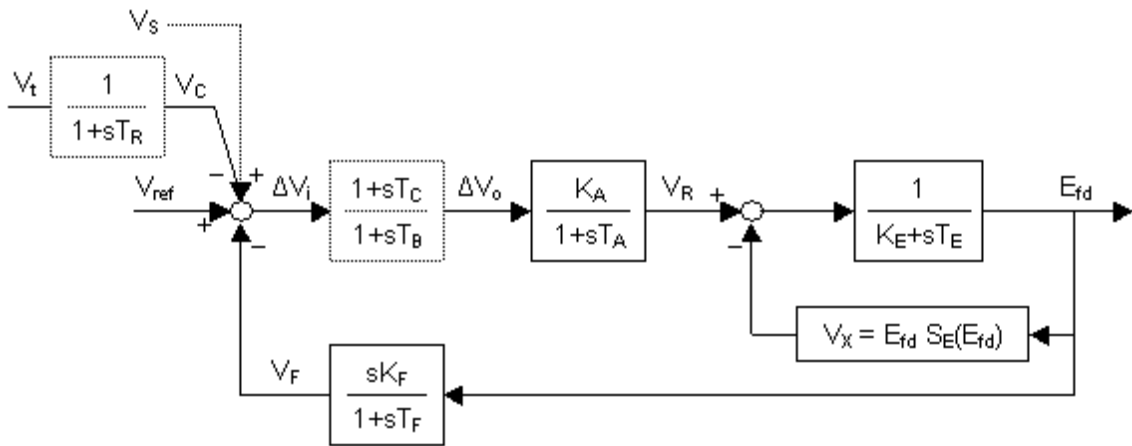 V_S
V_t
1
1+sT_R
V_C
− +
V_ref
+
−
ΔV_i
1+sT_C
1+sT_B
ΔV_o
K_A
1+sT_A
V_R
+
−
1
K_E+sT_E
E_fd
V_X = E_fd S_E(E_fd)
V_F
sK_F
1+sT_F